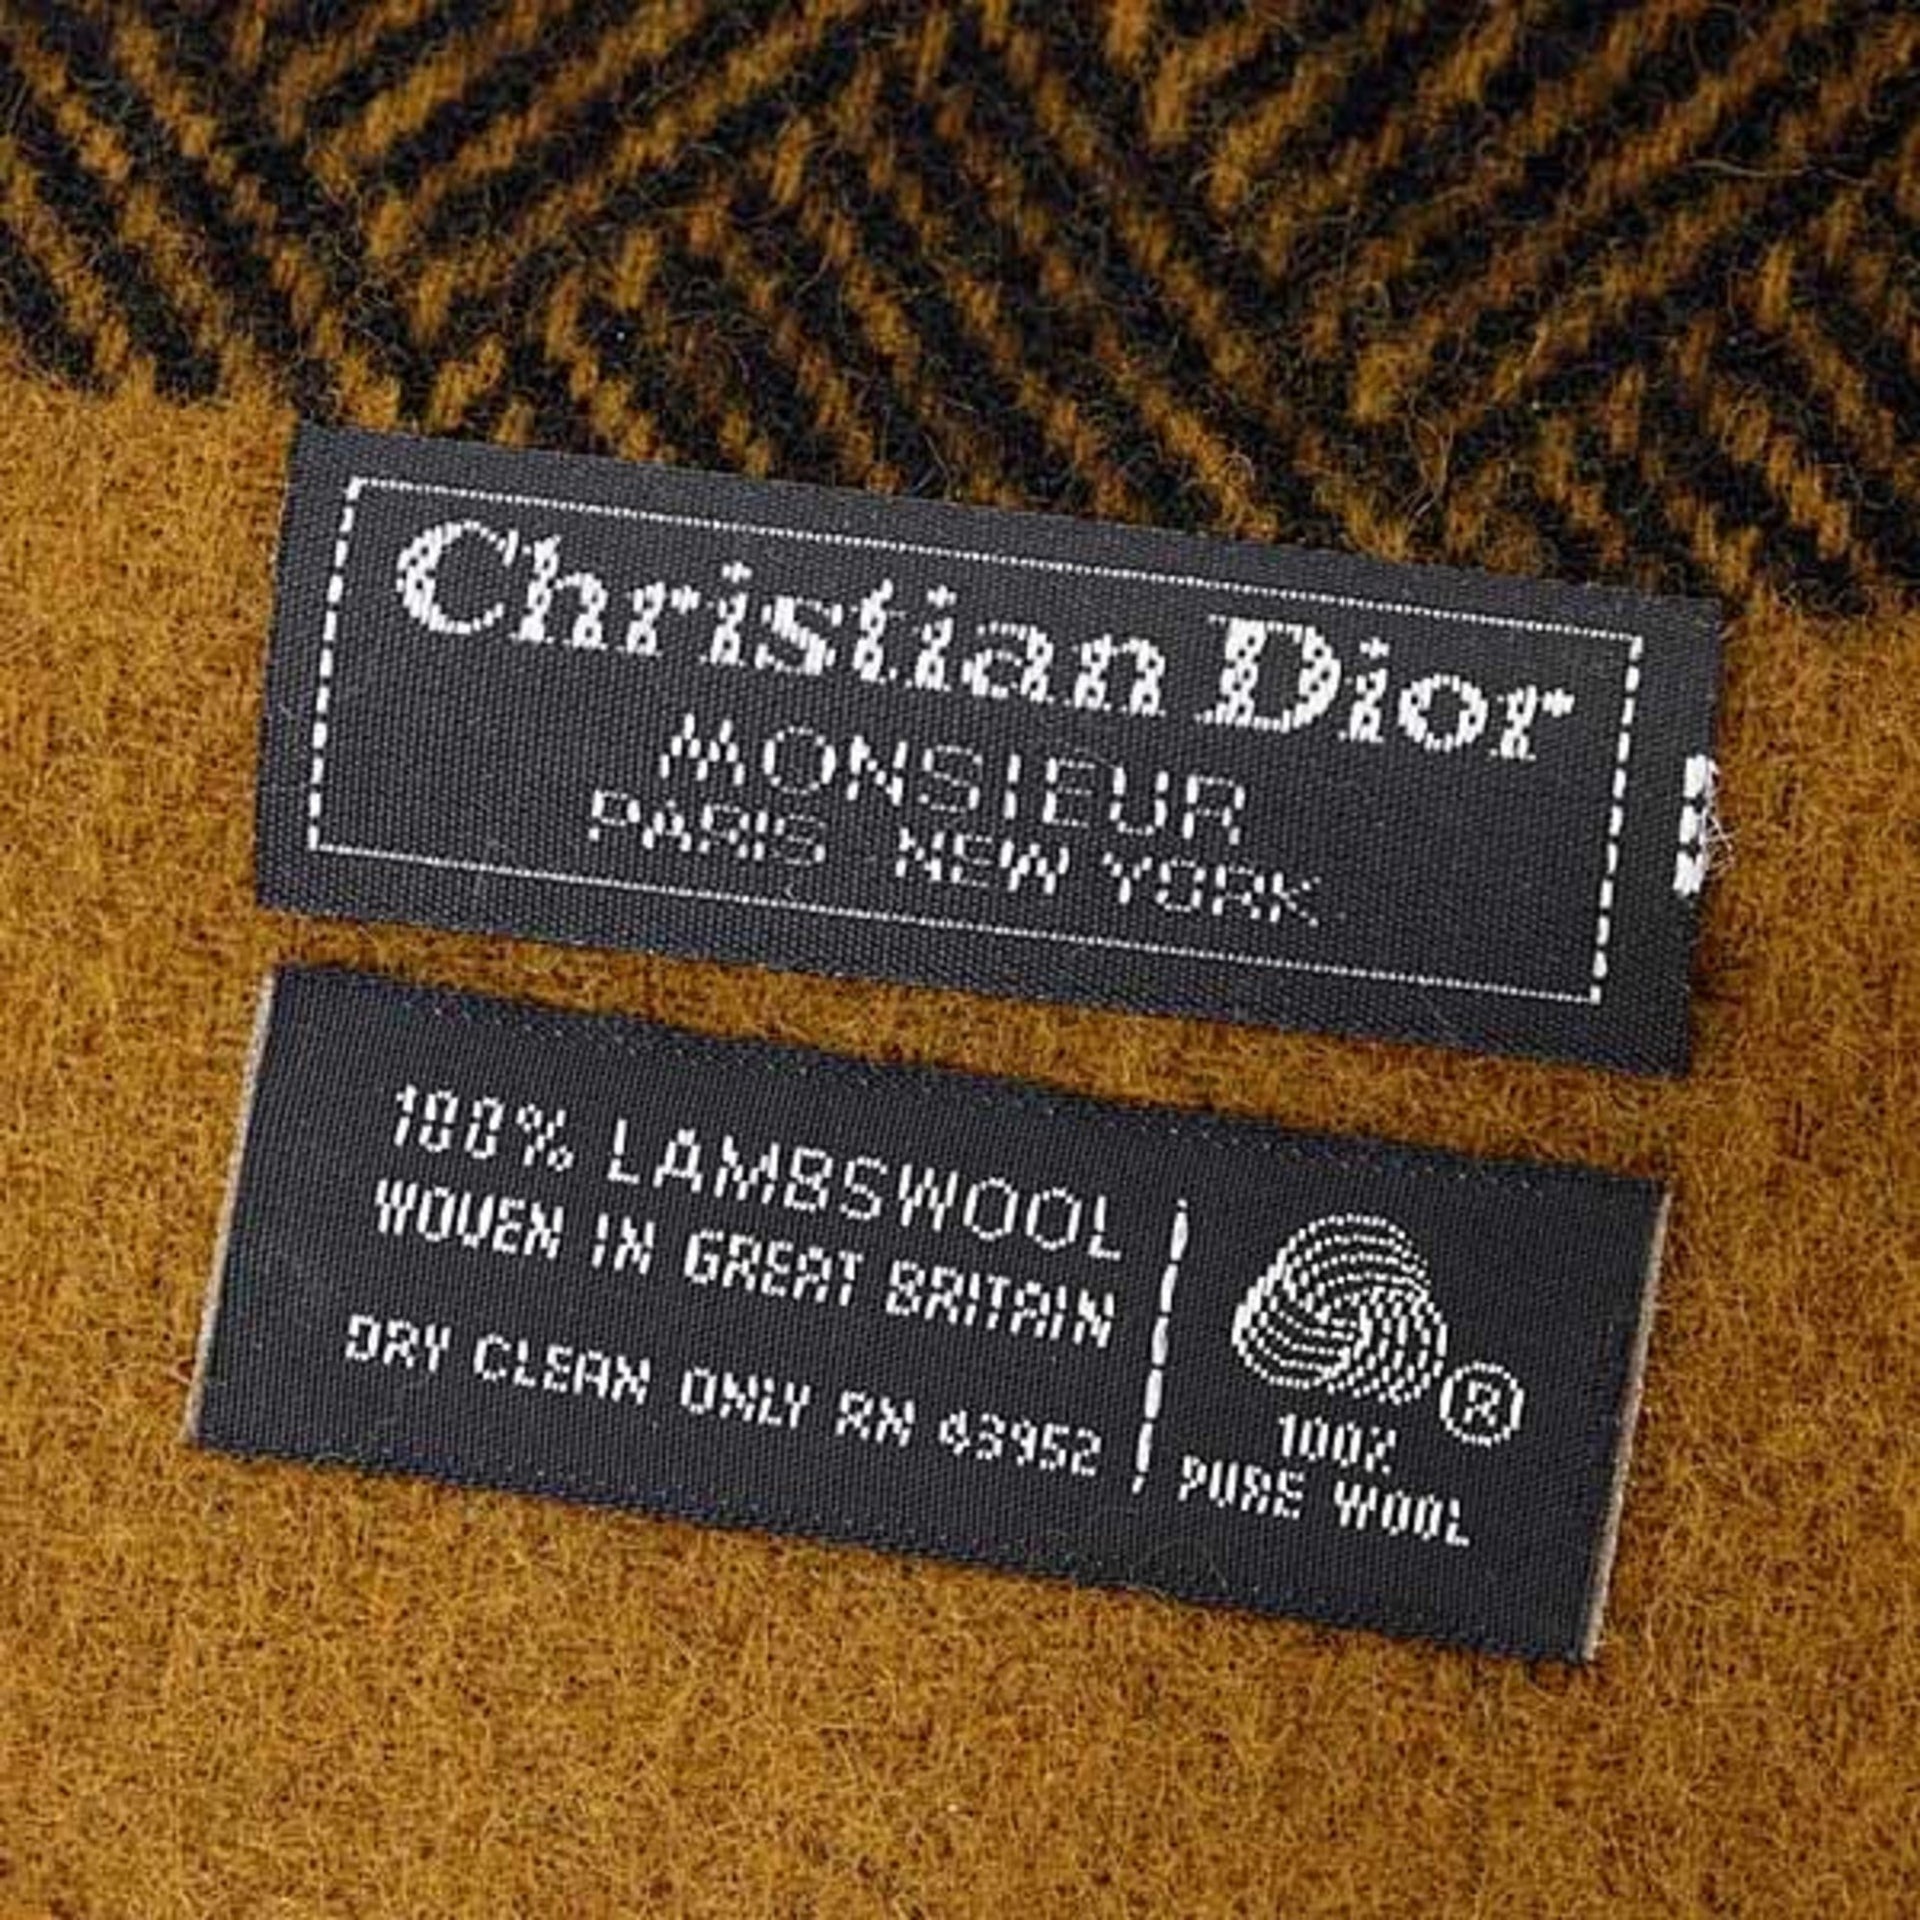 Christian Dior
MONSIEUR
PARIS NEW YORK
100% LAMBSWOOL
WOVEN IN GREAT BRITAIN
DRY CLEAN ONLY RN 43952
®
100%
PURE WOOL